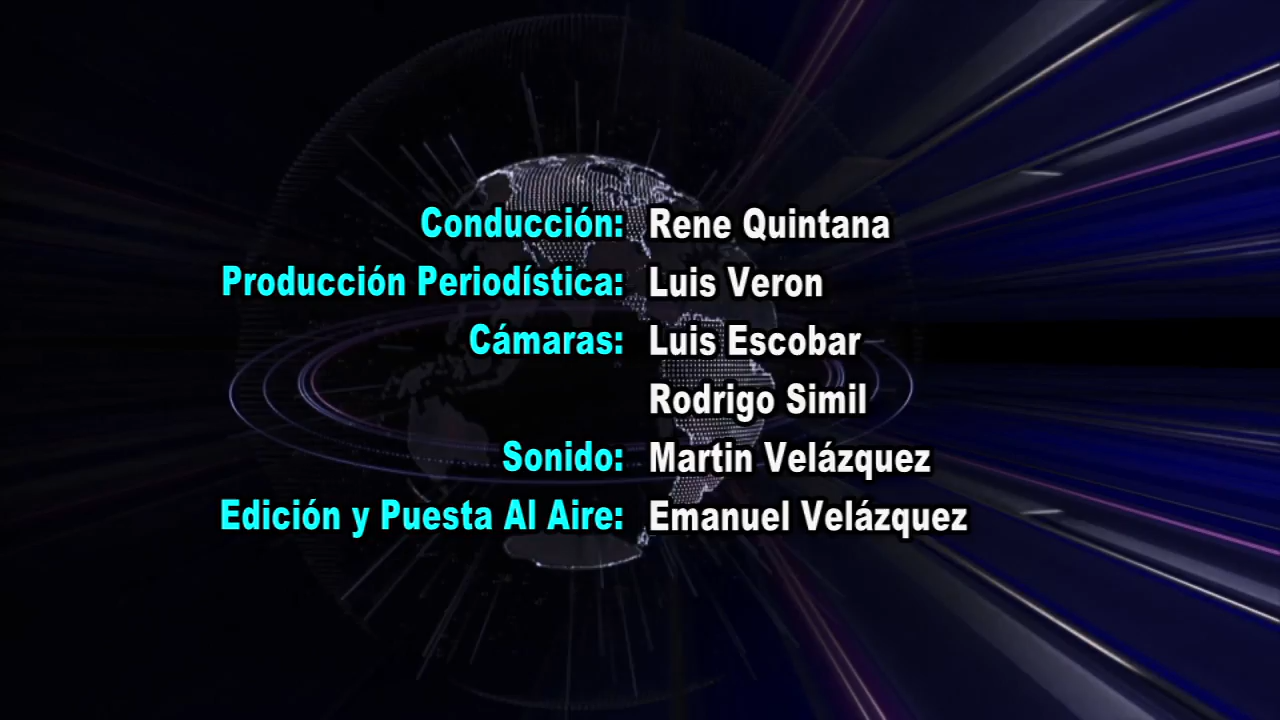 Conducción: Rene Quintana
Producción Periodística: Luis Veron
Cámaras: Luis Escobar
Rodrigo Simil
Sonido: Martin Velázquez
Edición y Puesta Al Aire: Emanuel Velázquez